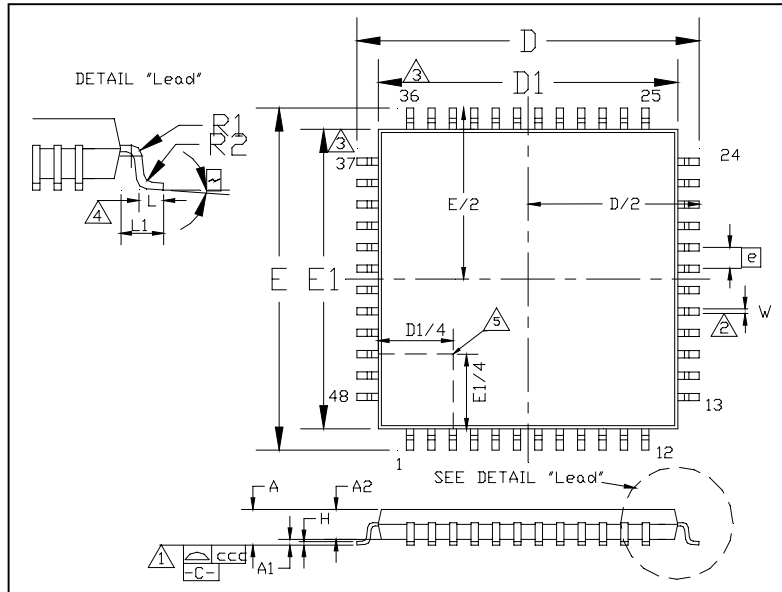 D
DETAIL "Lead"
3
D1
36
25
R1
R2
3
37
24
E/2
D/2
4
L
L1
e
E
E1
W
2
D1/4
5
E1/4
48
13
1
12
SEE DETAIL "Lead"
A
A2
H
1
ccc
-C-
A1